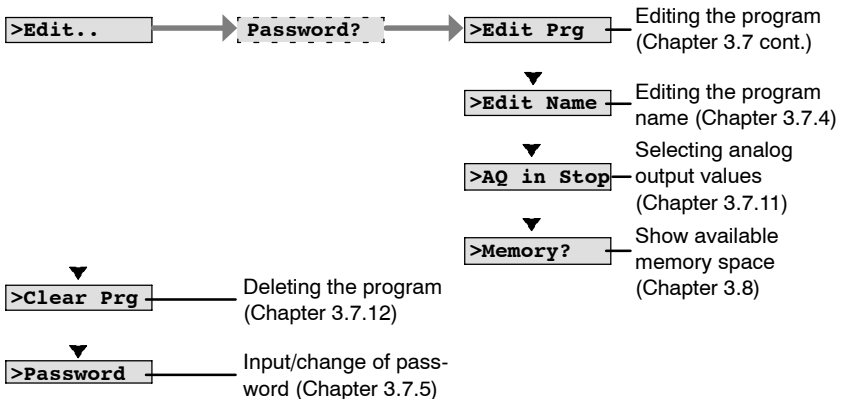 >Edit..
Password?
>Edit Prg
Editing the program
(Chapter 3.7 cont.)
>Edit Name
Editing the program
name (Chapter 3.7.4)
>AQ in Stop
Selecting analog
output values
(Chapter 3.7.11)
>Memory?
Show available
memory space
(Chapter 3.8)
>Clear Prg
Deleting the program
(Chapter 3.7.12)
>Password
Input/change of pass-
word (Chapter 3.7.5)